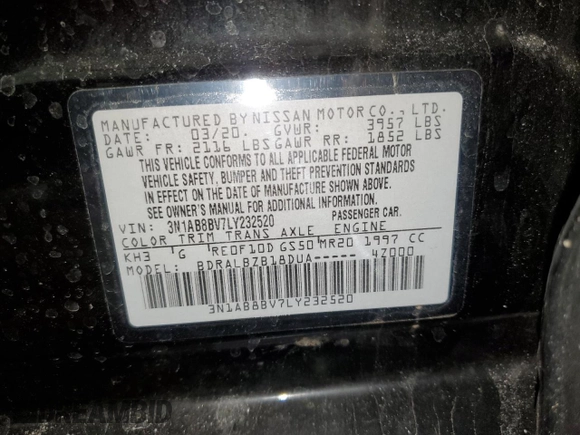 MANUFACTURED BY NISSAN MOTOR CO., LTD.
DATE: 03/20. GVWR: 3957 LBS
GAWR FR: 2116 LBS GAWR RR: 1852 LBS
THIS VEHICLE CONFORMS TO ALL APPLICABLE FEDERAL MOTOR
VEHICLE SAFETY, BUMPER AND THEFT PREVENTION STANDARDS
IN EFFECT ON THE DATE OF MANUFACTURE SHOWN ABOVE.
SEE OWNER'S MANUAL FOR ADDITIONAL INFORMATION.
VIN: 3N1AB8BV7LY232520 PASSENGER CAR.
COLOR TRIM TRANS AXLE ENGINE
KH3 G RE0F10D GS50 MR20 1997 CC
MODEL: BDRALBZB18DUA----- 4Z000
3N1AB8BV7LY232520